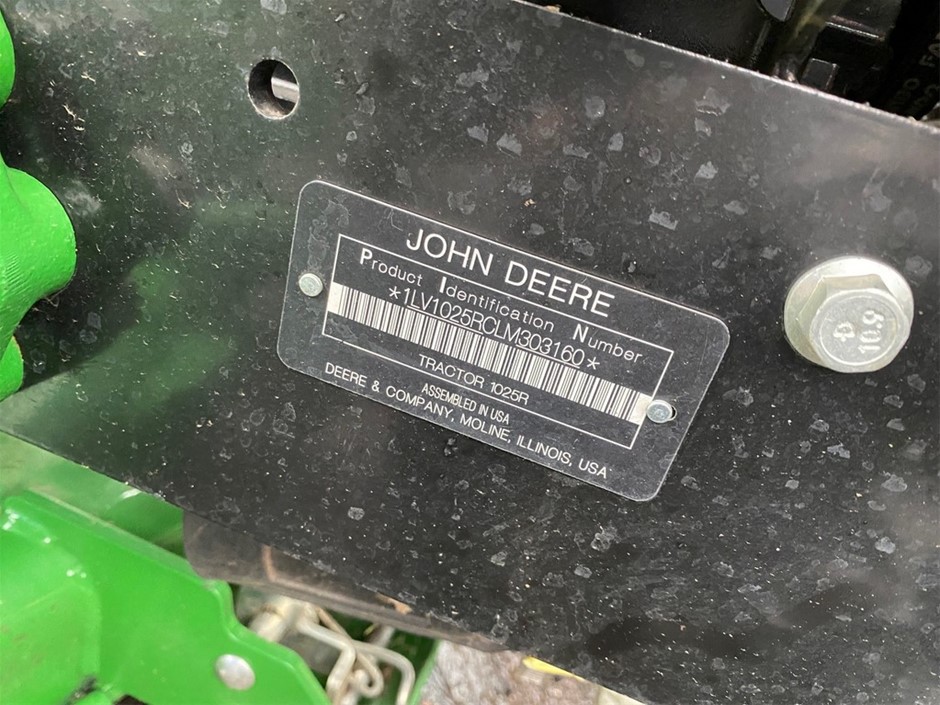 JOHN DEERE
Product Identification Number
*1LV1025RCLM303160*
TRACTOR 1025R
ASSEMBLED IN USA
DEERE & COMPANY, MOLINE, ILLINOIS, USA
10.9